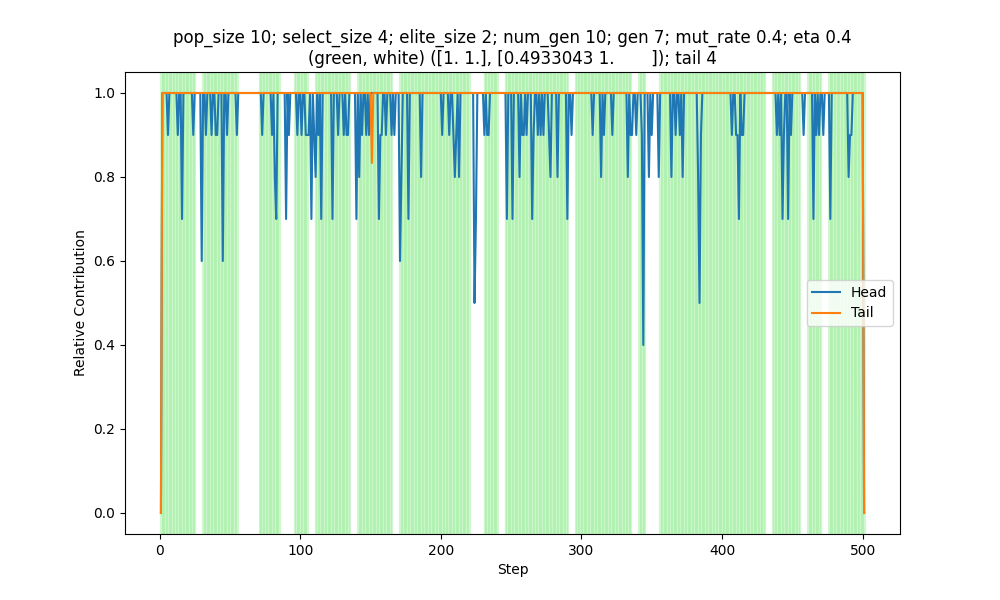 pop_size 10; select_size 4; elite_size 2; num_gen 10; gen 7; mut_rate 0.4; eta 0.4
(green, white) ([1. 1.], [0.4933043 1.        ]); tail 4
1.0
0.8
0.6
0.4
0.2
0.0
Relative Contribution
Head
Tail
0 100 200 300 400 500
Step